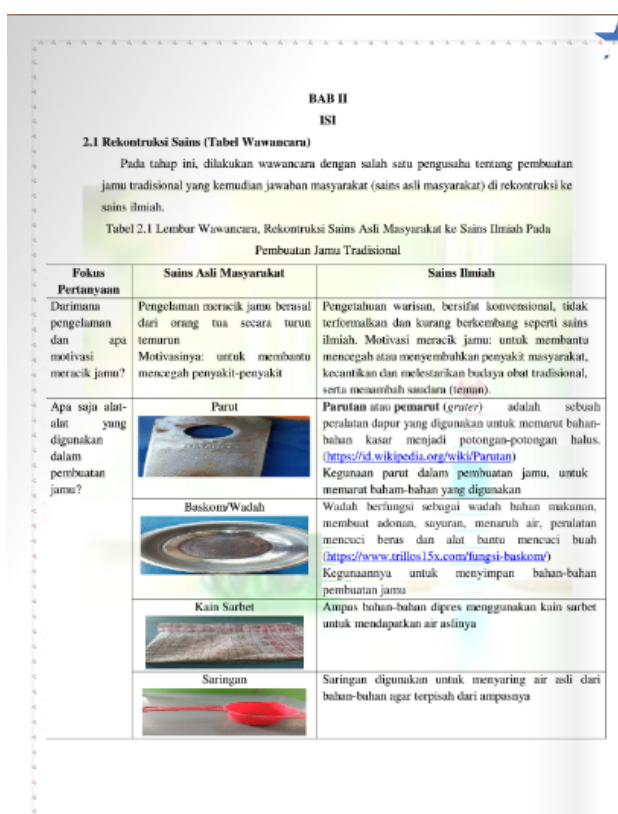 BAB II
ISI
2.1 Rekontruksi Sains (Tabel Wawancara)
Pada tahap ini, dilakukan wawancara dengan salah satu pengusaha tentang pembuatan
jamu tradisional yang kemudian jawaban masyarakat (sains asli masyarakat) di rekontruksi ke
sains ilmiah.
Tabel 2.1 Lembar Wawancara, Rekontruksi Sains Asli Masyarakat ke Sains Ilmiah Pada
Pembuatan Jamu Tradisional
Fokus
Pertanyaan
Sains Asli Masyarakat
Sains Ilmiah
Darimana
pengelaman
dan apa
motivasi
meracik jamu?
Pengelaman meracik jamu berasal
dari orang tua secara turun
temurun
Motivasinya: untuk membantu
mencegah penyakit-penyakit
Pengetahuan warisan, bersifat konvensional, tidak
terformalkan dan kurang berkembang seperti sains
ilmiah. Motivasi meracik jamu: untuk membantu
mencegah atau menyembuhkan penyakit masyarakat,
kecantikan dan melestarikan budaya obat tradisional,
serta menambah saudara (teman).
Apa saja alat-
alat yang
digunakan
dalam
pembuatan
jamu?
Parut
Parutan atau pemarut (grater) adalah sebuah
peralatan dapur yang digunakan untuk memarut bahan-
bahan kasar menjadi potongan-potongan halus.
(https://id.wikipedia.org/wiki/Parutan)
Kegunaan parut dalam pembuatan jamu, untuk
memarut baham-bahan yang digunakan
Baskom/Wadah
Wadah berfungsi sebagai wadah bahan makanan,
membuat adonan, sayuran, menaruh air, peralatan
mencuci beras dan alat bantu mencuci buah
(https://www.trillos15x.com/fungsi-baskom/)
Kegunaannya untuk menyimpan bahan-bahan
pembuatan jamu
Kain Sarbet
Ampas bahan-bahan dipres menggunakan kain sarbet
untuk mendapatkan air aslinya
Saringan
Saringan digunakan untuk menyaring air asli dari
bahan-bahan agar terpisah dari ampasnya